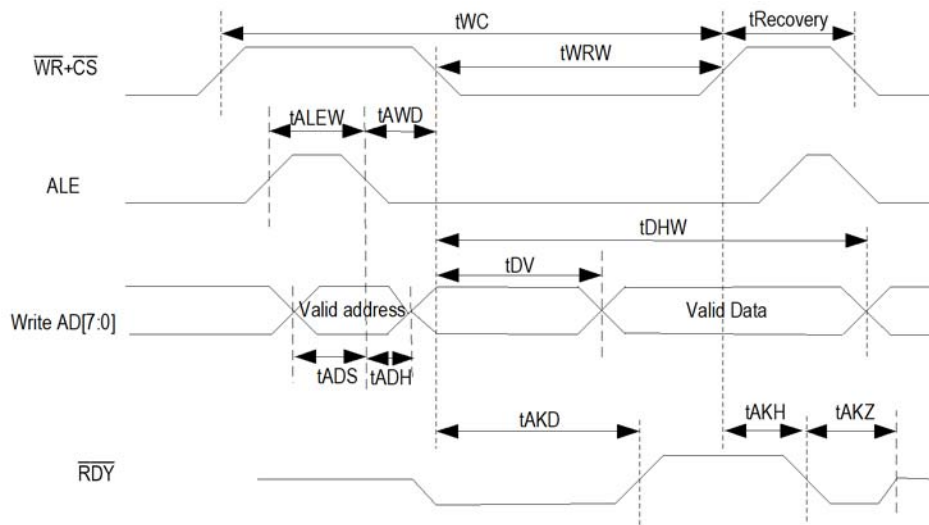 tWC
tRecovery
WR+CS
tWRW
tALEW
tAWD
ALE
tDHW
tDV
Write AD[7:0]
Valid address
Valid Data
tADS
tADH
tAKD
tAKH
tAKZ
RDY